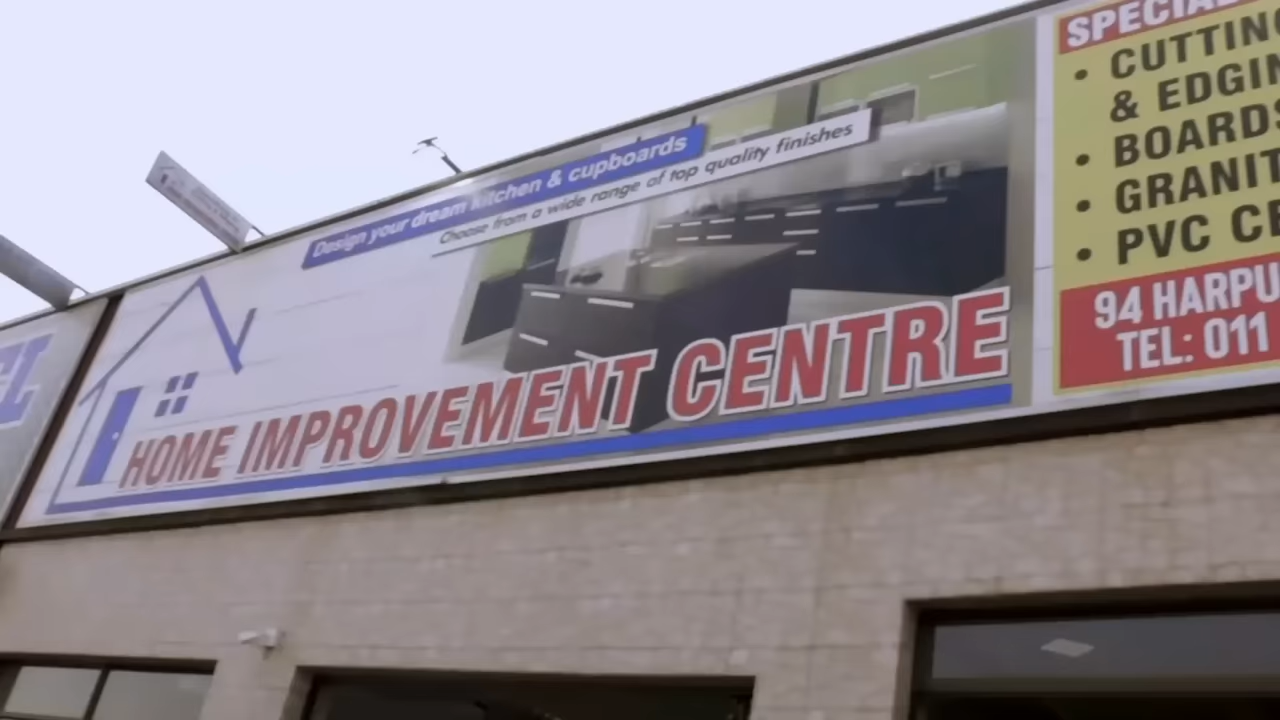 Design your dream kitchen & cupboards
Choose from a wide range of top quality finishes
HOME IMPROVEMENT CENTRE
CUTTING
& EDGIN
BOARDS
GRANIT
PVC CE
94 HARPU
TEL: 011